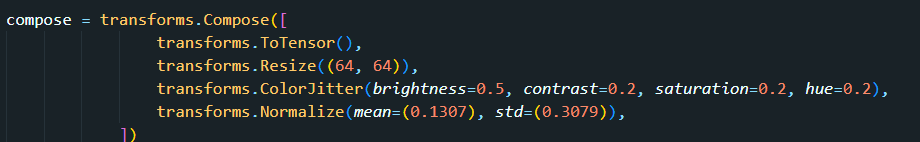 compose = transforms.Compose([
transforms.ToTensor(),
transforms.Resize((64, 64)),
transforms.ColorJitter(brightness=0.5, contrast=0.2, saturation=0.2, hue=0.2),
transforms.Normalize(mean=(0.1307), std=(0.3079)),
])